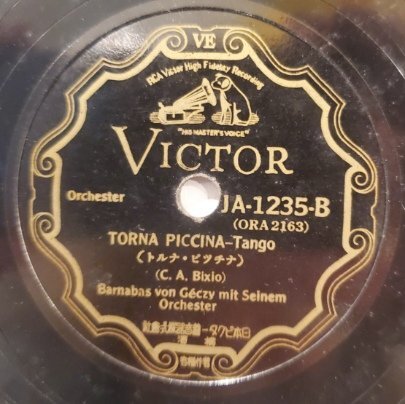 VE
RCA Victor High Fidelity Recording
"HIS MASTER'S VOICE"
VICTOR
Orchester
JA-1235-B
(ORA 2163)
TORNA PICCINA-Tango
(トルナ・ピツチナ)
(C. A. Bixio)
Barnabas von Géczy mit Seinem
Orchester